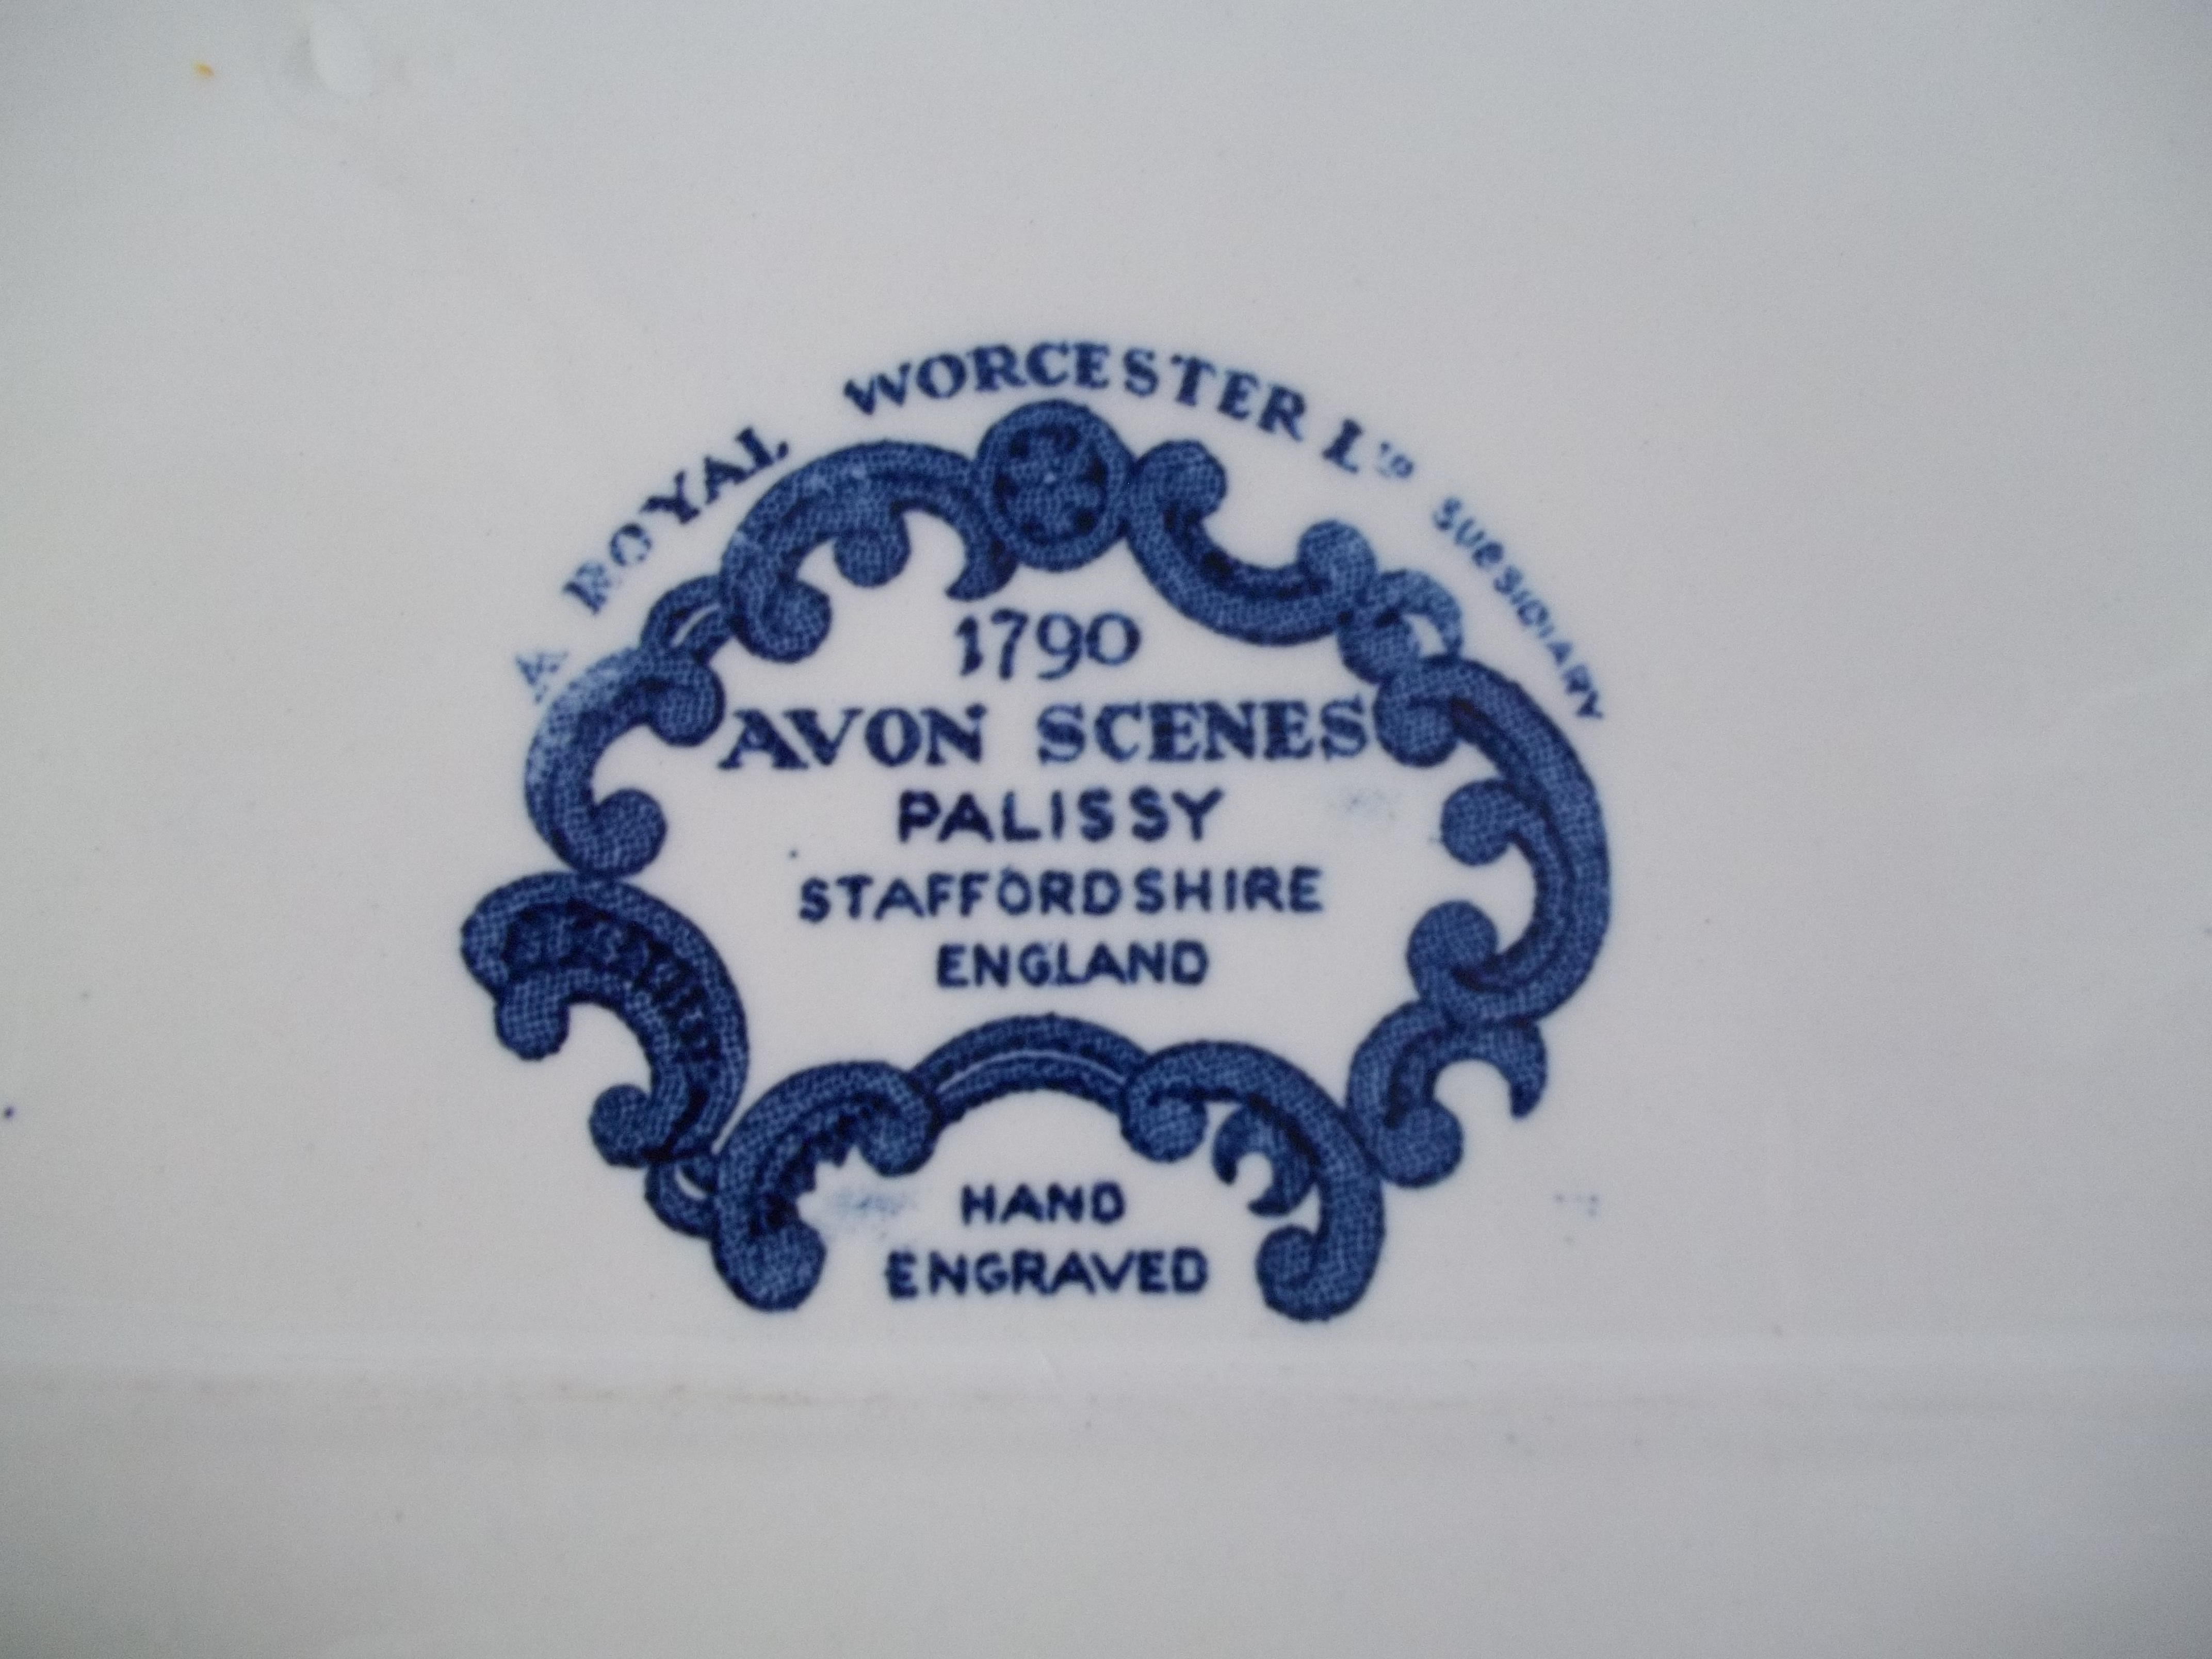 A ROYAL WORCESTER LTD SUBSIDIARY
1790
AVON SCENES
PALISSY
STAFFORDSHIRE
ENGLAND
HAND
ENGRAVED